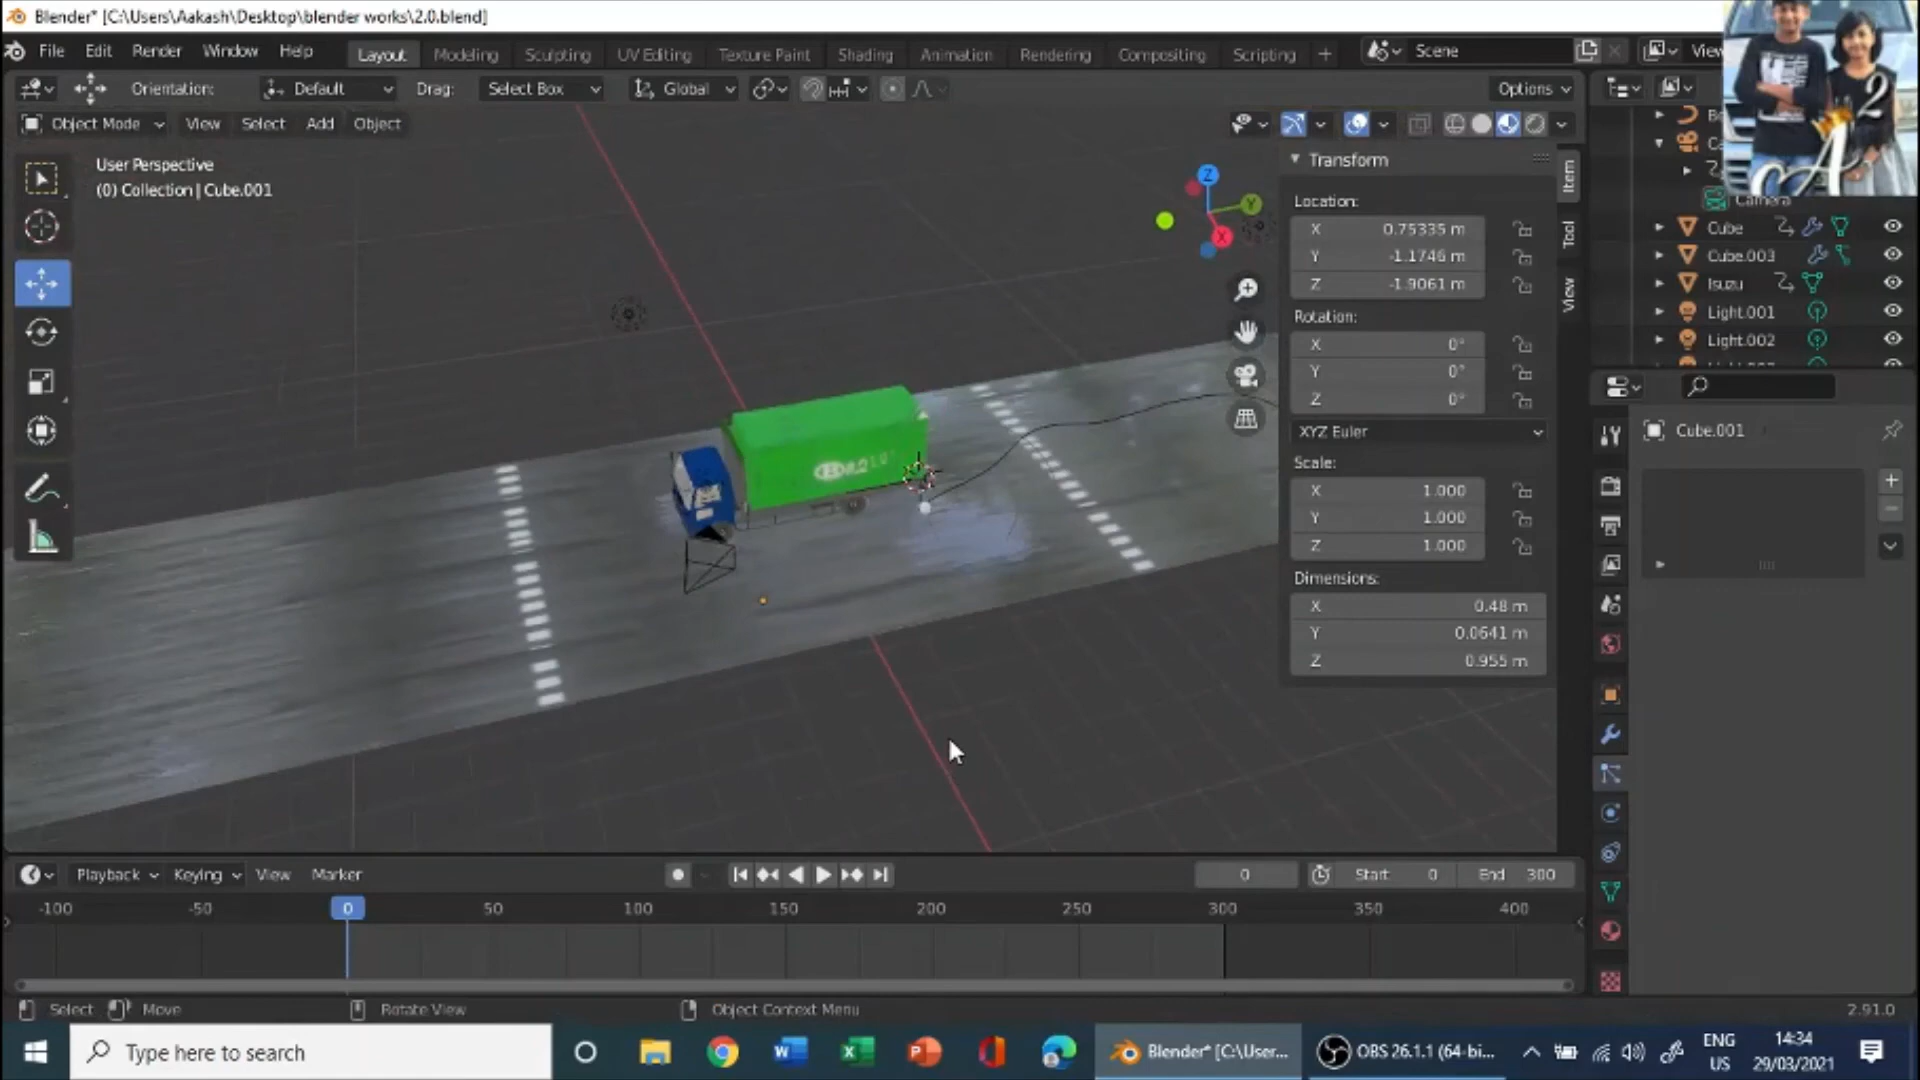 Blender* [C:\Users\Aakash\Desktop\blender works\2.0.blend]
File Edit Render Window Help
Layout Modeling Sculpting UV Editing Texture Paint Shading Animation Rendering Compositing Scripting +
Scene
Orientation: Default Drag: Select Box Global Options
Object Mode View Select Add Object
User Perspective
(0) Collection | Cube.001
Z
Y
X
Transform
Location:
X 0.75335 m
Y -1.1746 m
Z -1.9061 m
Rotation:
X 0°
Y 0°
Z 0°
XYZ Euler
Scale:
X 1.000
Y 1.000
Z 1.000
Dimensions:
X 0.48 m
Y 0.0641 m
Z 0.955 m
Item
Tool
View
2
A
Camera
Cube
Cube.003
Isuzu
Light.001
Light.002
Cube.001
Playback Keying View Marker
0 Start 0 End 300
-100 -50 0 50 100 150 200 250 300 350 400
Select Move Rotate View Object Context Menu 2.91.0
Type here to search
Blender* [C:\User...
OBS 26.1.1 (64-bi...
ENG
US
14:34
29/03/2021